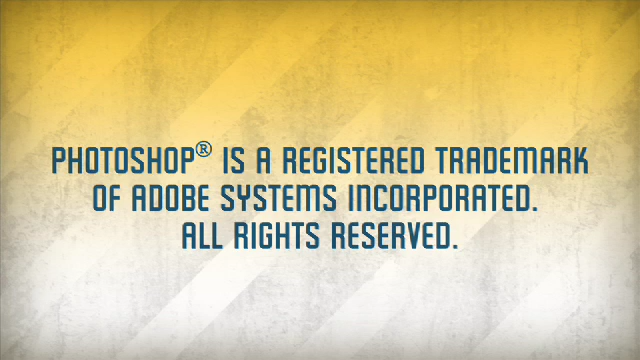 PHOTOSHOP® IS A REGISTERED TRADEMARK
OF ADOBE SYSTEMS INCORPORATED.
ALL RIGHTS RESERVED.